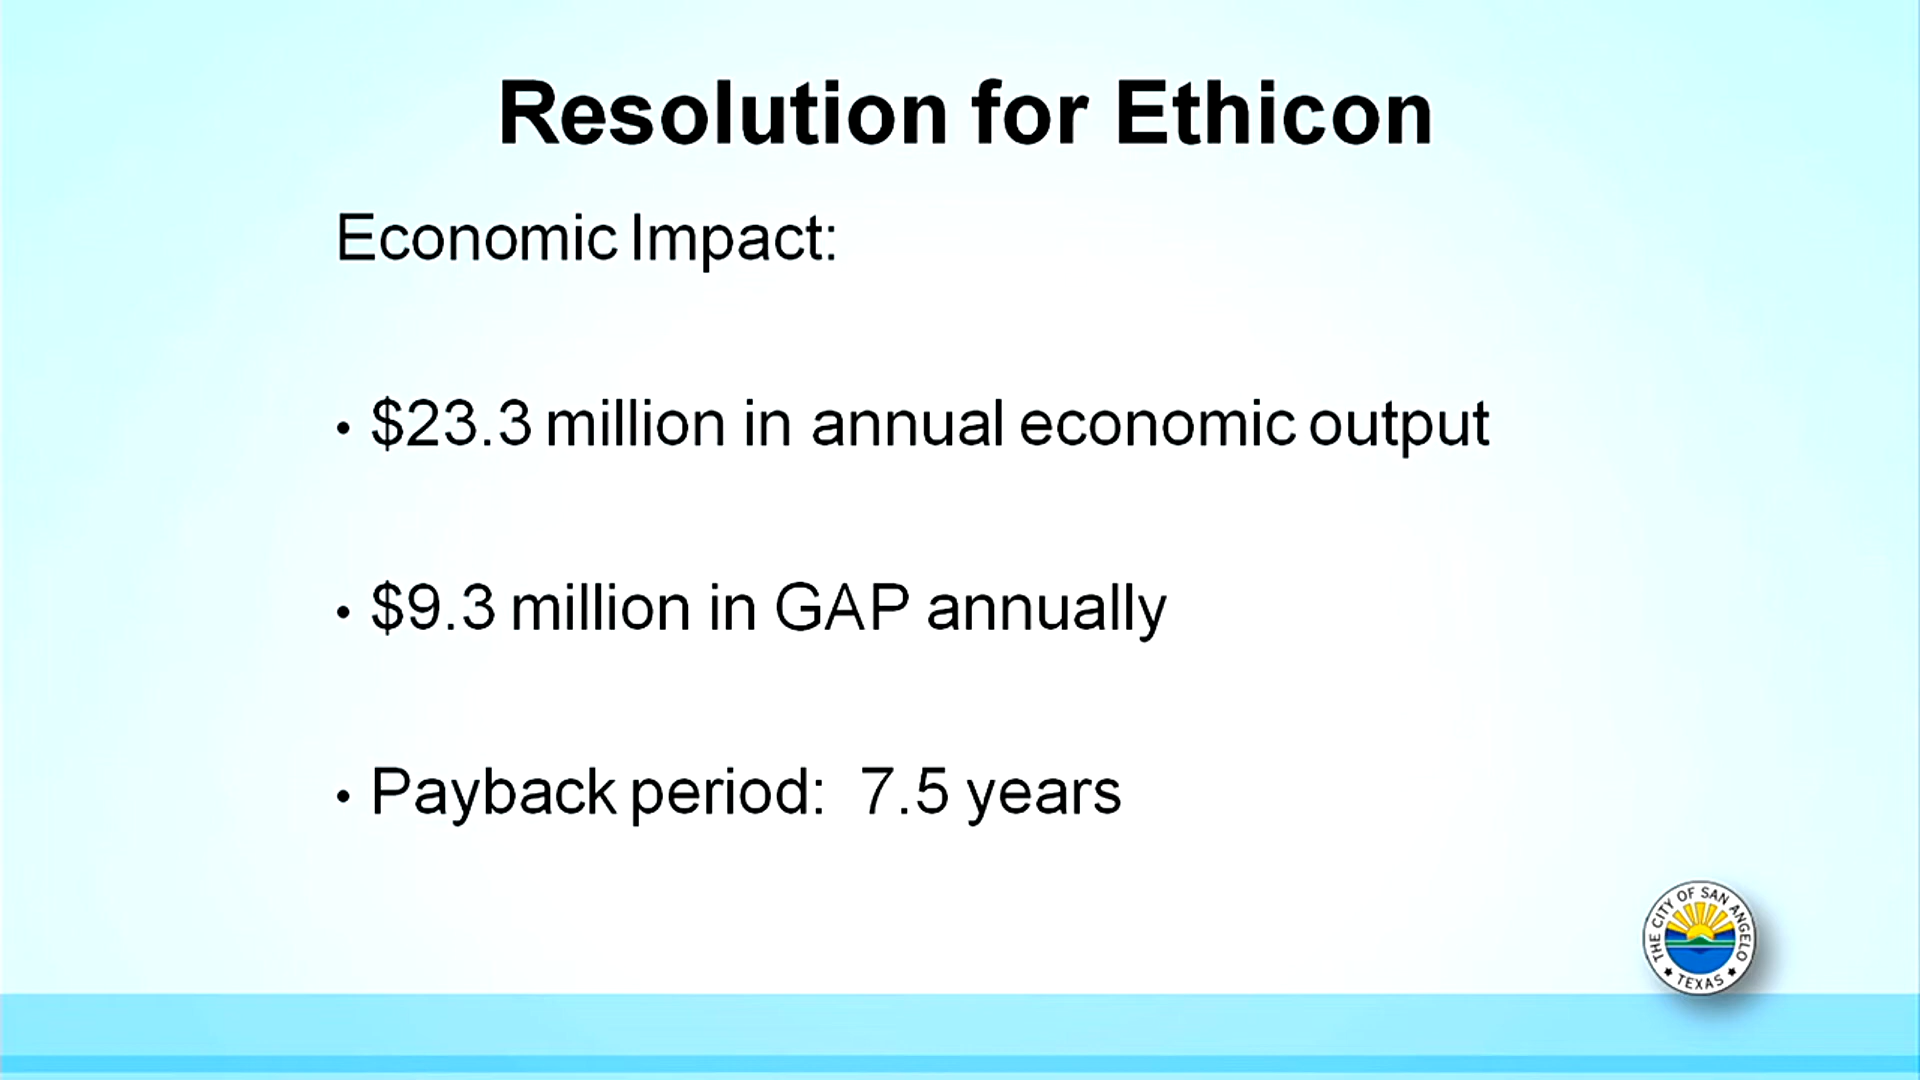 Resolution for Ethicon
Economic Impact:
• $23.3 million in annual economic output
• $9.3 million in GAP annually
• Payback period: 7.5 years
THE CITY OF SAN ANGELO
★ TEXAS ★